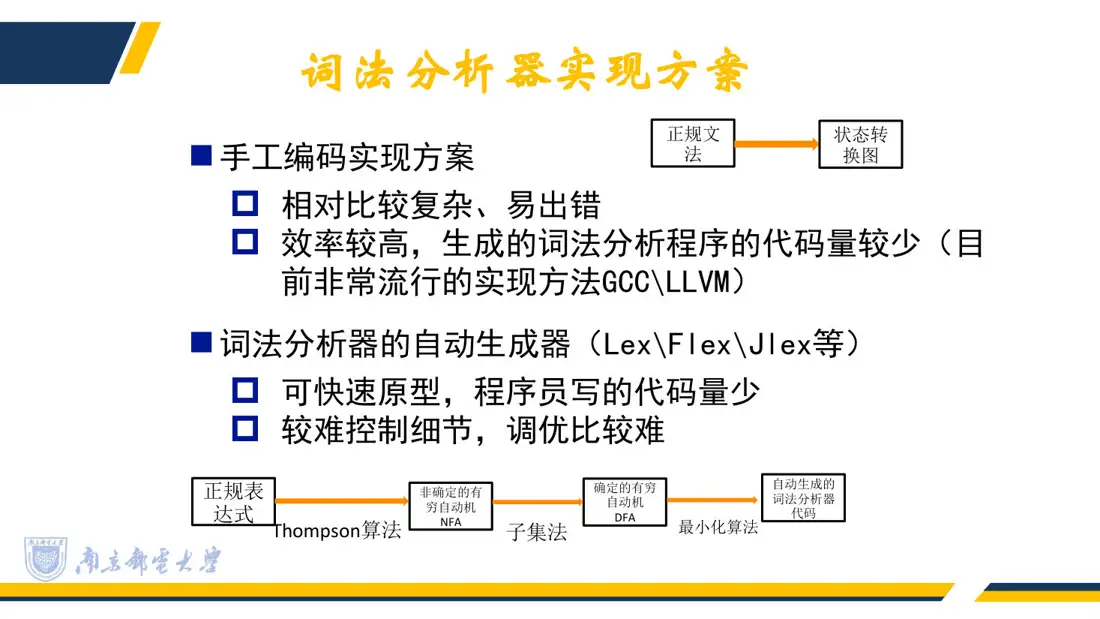 词法分析器实现方案
正规文
法
状态转
换图
手工编码实现方案
相对比较复杂、易出错
效率较高，生成的词法分析程序的代码量较少（目
前非常流行的实现方法GCC\LLVM）
词法分析器的自动生成器（Lex\Flex\Jlex等）
可快速原型，程序员写的代码量少
较难控制细节，调优比较难
正规表
达式
Thompson算法
非确定的有
穷自动机
NFA
子集法
确定的有穷
自动机
DFA
最小化算法
自动生成的
词法分析器
代码
南京邮电大学